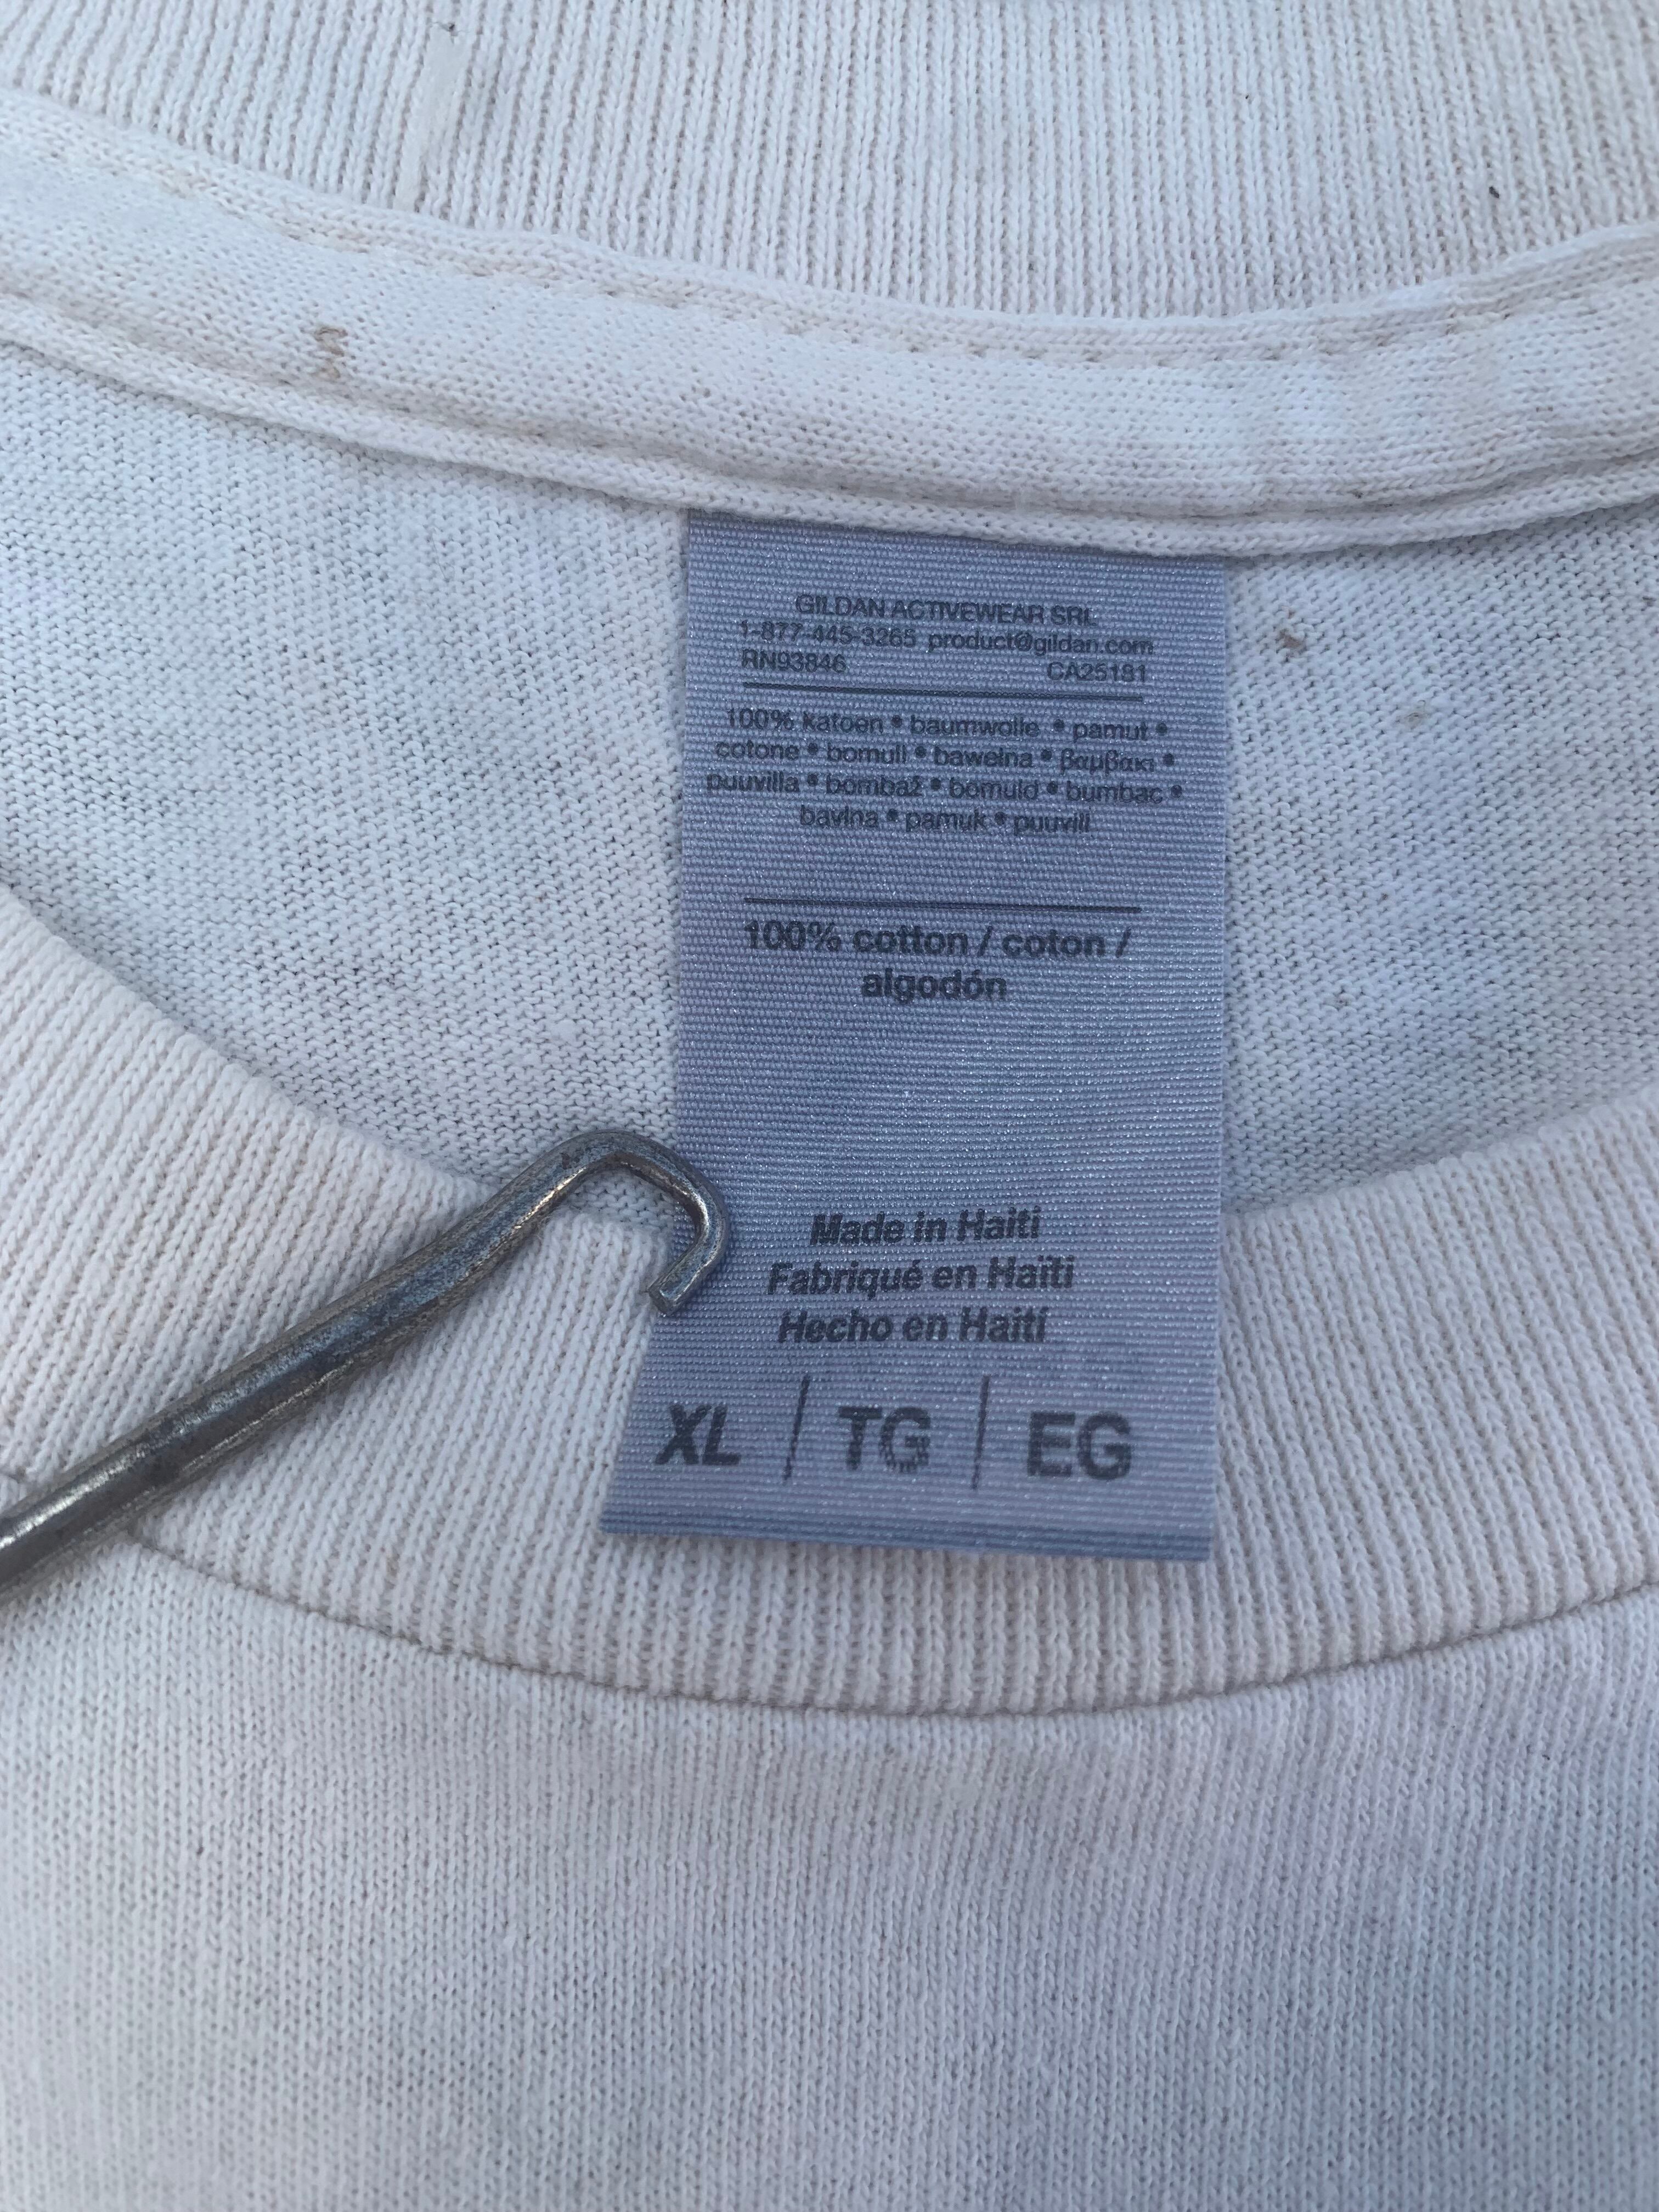 GILDAN ACTIVEWEAR SRL
1-877-445-3265 product@gildan.com
RN93846 CA25181
100% katoen • baumwolle • pamut •
cotone • bomull • bawełna • βαμβακι •
puuvilla • bombaž • bomuld • bumbac •
bavlna • pamuk • puuvill
100% cotton / coton /
algodón
Made in Haiti
Fabriqué en Haïti
Hecho en Haití
XL | TG | EG